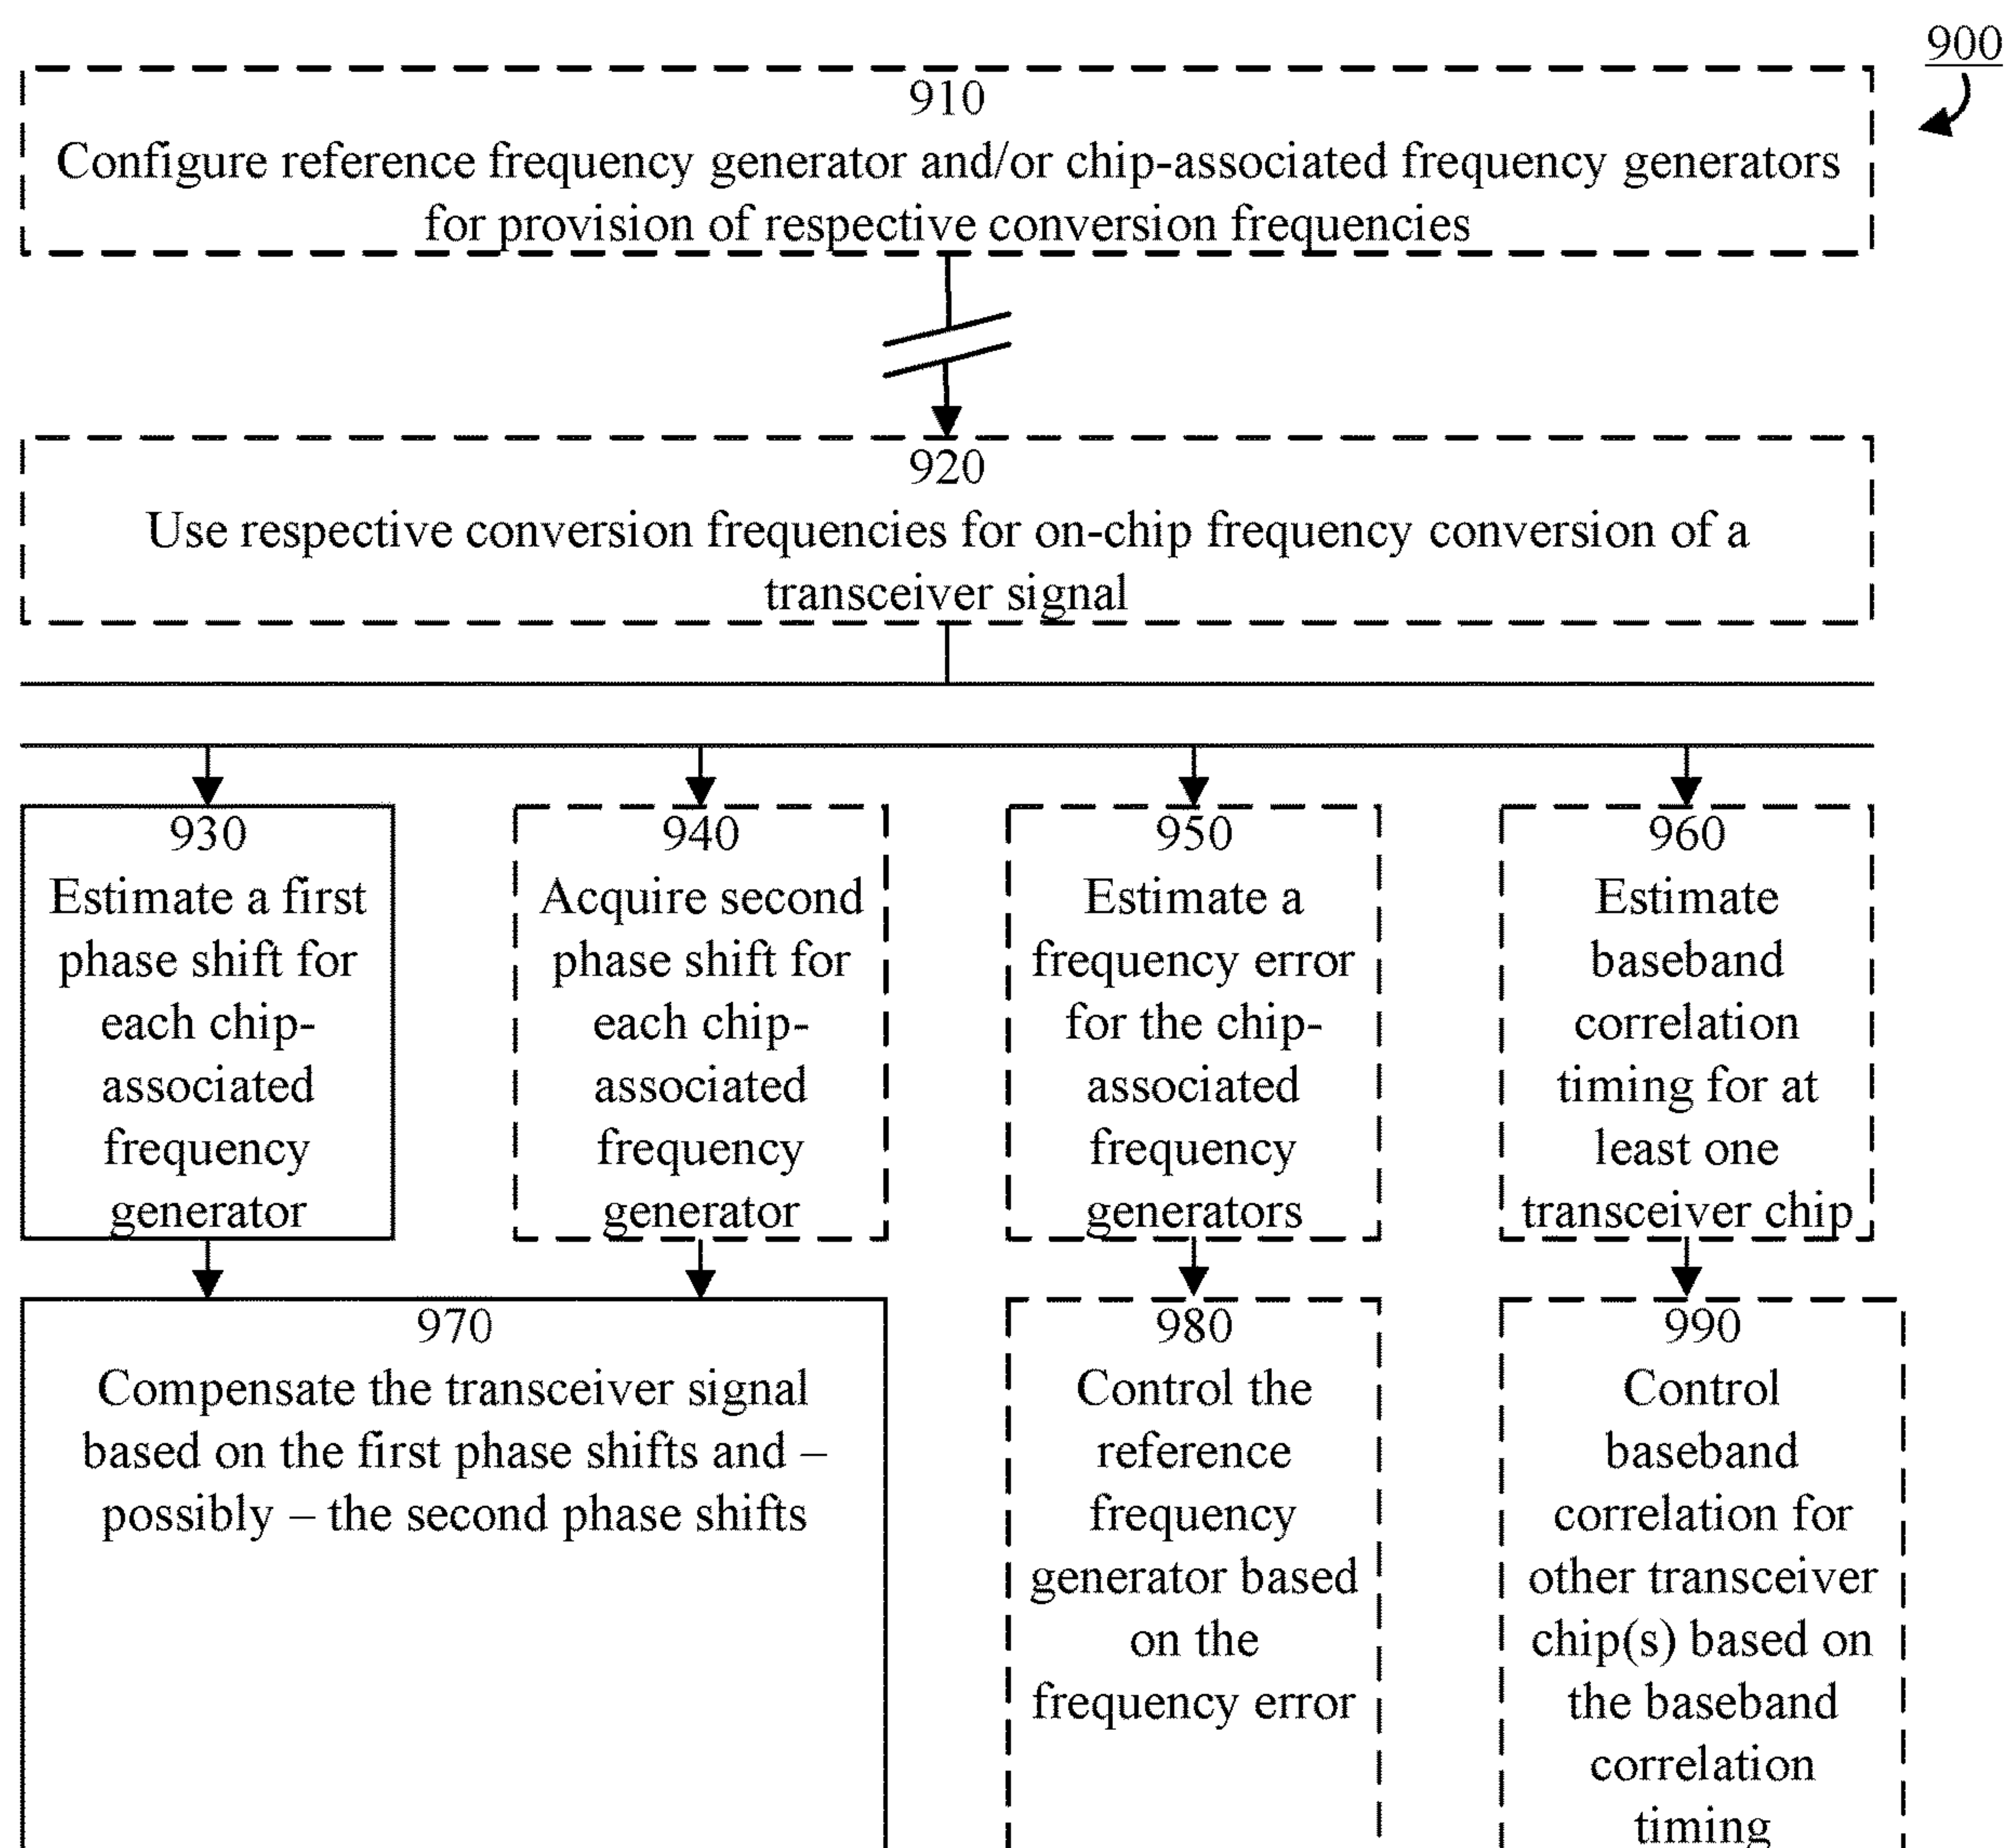 900
910
Configure reference frequency generator and/or chip-associated frequency generators
for provision of respective conversion frequencies
920
Use respective conversion frequencies for on-chip frequency conversion of a
transceiver signal
930
Estimate a first
phase shift for
each chip-
associated
frequency
generator
940
Acquire second
phase shift for
each chip-
associated
frequency
generator
950
Estimate a
frequency error
for the chip-
associated
frequency
generators
960
Estimate
baseband
correlation
timing for at
least one
transceiver chip
970
Compensate the transceiver signal
based on the first phase shifts and –
possibly – the second phase shifts
980
Control the
reference
frequency
generator based
on the
frequency error
990
Control
baseband
correlation for
other transceiver
chip(s) based on
the baseband
correlation
timing